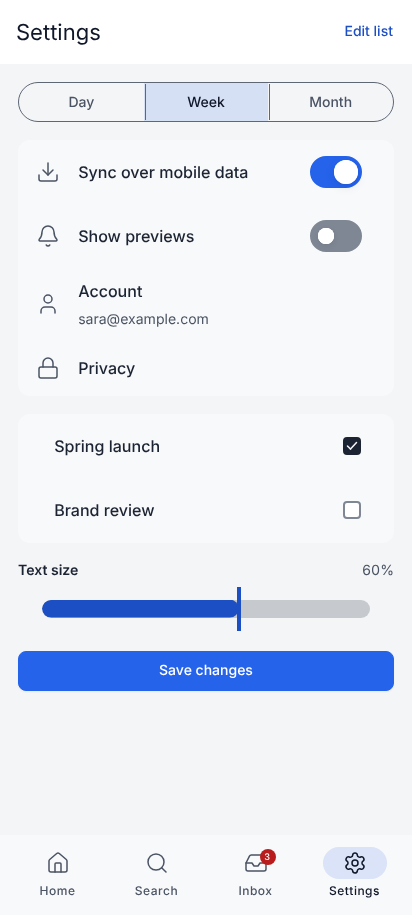 Settings
Edit list
Day
Week
Month
Sync over mobile data
Show previews
Account
sara@example.com
Privacy
Spring launch
Brand review
Text size
60%
Save changes
3
Home
Search
Inbox
Settings